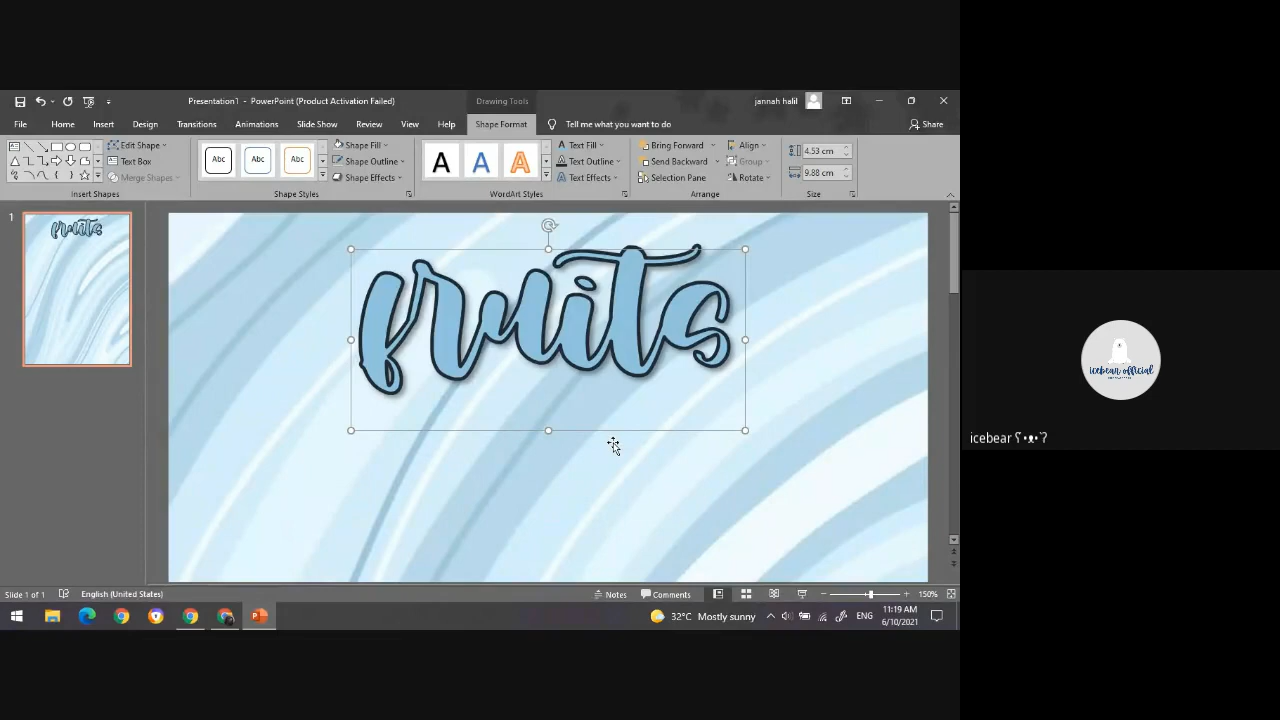 Presentation1 - PowerPoint (Product Activation Failed)
Drawing Tools
jannah halil
File Home Insert Design Transitions Animations Slide Show Review View Help Shape Format Tell me what you want to do Share
Edit Shape
Text Box
Merge Shapes
Insert Shapes
Abc Abc Abc
Shape Fill
Shape Outline
Shape Effects
Shape Styles
A A A
Text Fill
Text Outline
Text Effects
WordArt Styles
Bring Forward
Send Backward
Selection Pane
Align
Group
Rotate
Arrange
4.53 cm
9.88 cm
Size
1
fruits
fruits
icebear official
icebear ʕ•ᴥ•ʔ
Slide 1 of 1 English (United States) Notes Comments 150%
32°C Mostly sunny ENG 11:19 AM
6/10/2021